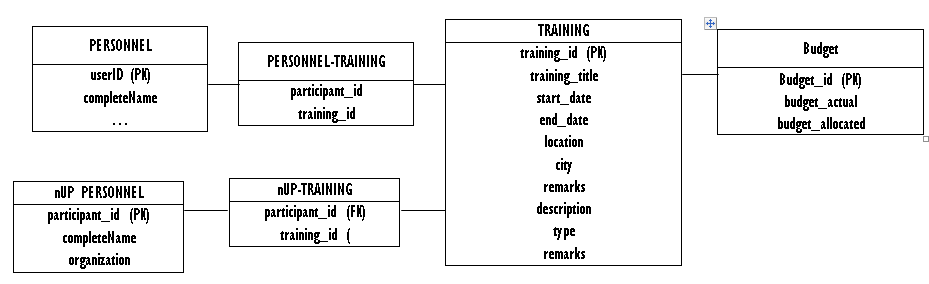 PERSONNEL
userID (PK)
completeName
...
PERSONNEL-TRAINING
participant_id
training_id
TRAINING
training_id (PK)
training_title
start_date
end_date
location
city
remarks
description
type
remarks
Budget
Budget_id (PK)
budget_actual
budget_allocated
nUP PERSONNEL
participant_id (PK)
completeName
organization
nUP-TRAINING
participant_id (FK)
training_id (